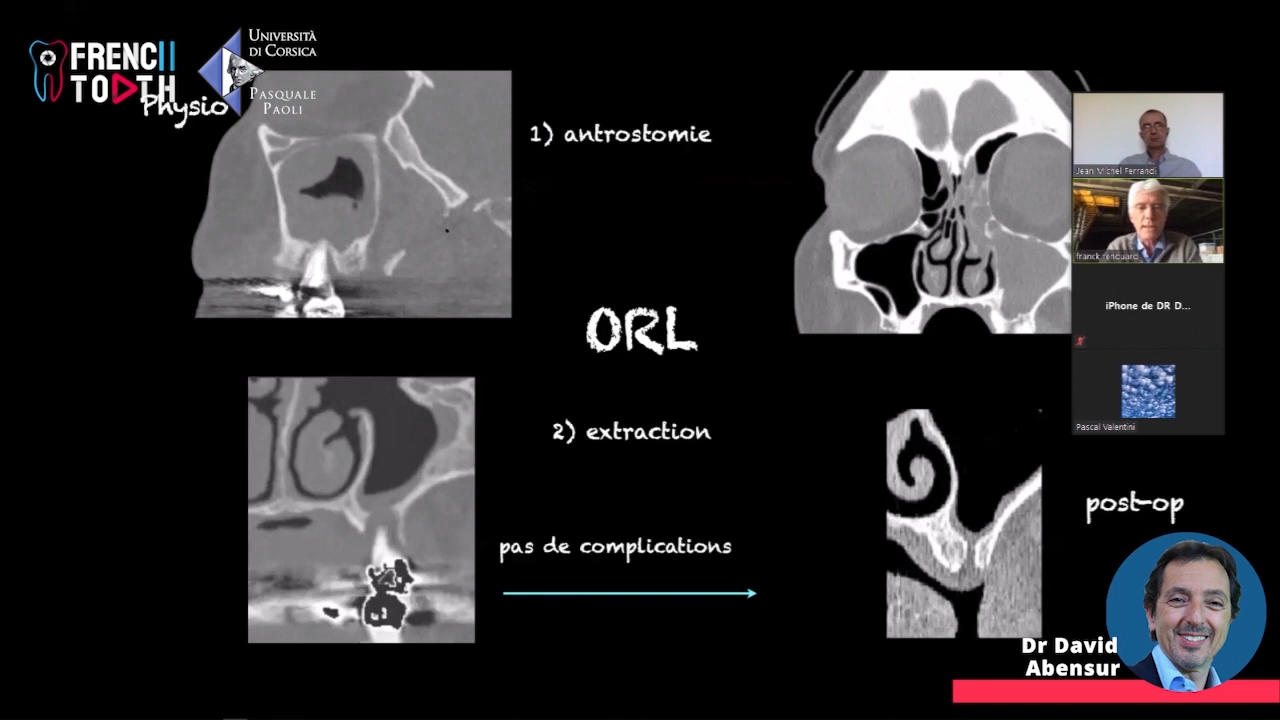 FRENCH
TOOTH
Physio
UNIVERSITÀ
DI CORSICA
PASQUALE
PAOLI
1) antrostomie
Jean Michel Ferrandi
franck renouard
iPhone de DR D...
ORL
Pascal Valentini
2) extraction
post-op
pas de complications
Dr David
Abensur